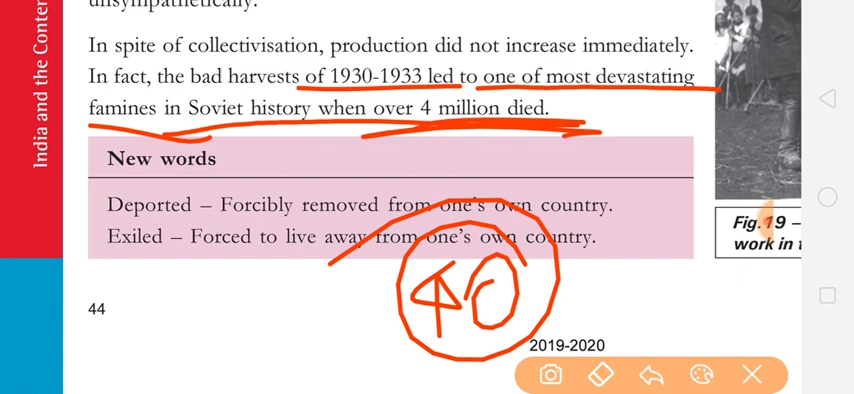 unsympathetically.
In spite of collectivisation, production did not increase immediately.
In fact, the bad harvests of 1930-1933 led to one of most devastating
famines in Soviet history when over 4 million died.
New words
Deported – Forcibly removed from one's own country.
Exiled – Forced to live away from one's own country.
40
44
2019-2020
India and the Conter
Fig.19 –
work in t